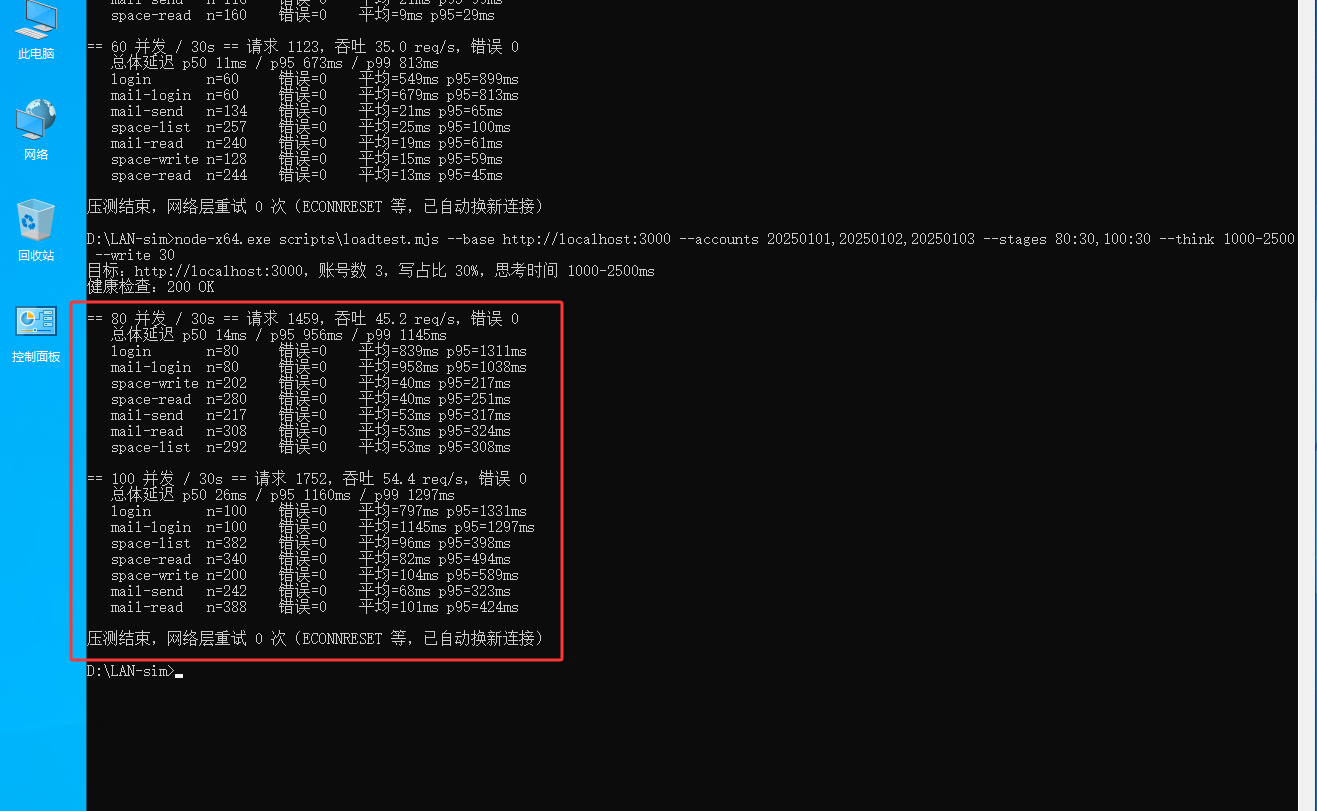 space-read n=160 错误=0 平均=9ms p95=29ms
== 60 并发 / 30s == 请求 1123，吞吐 35.0 req/s，错误 0
总体延迟 p50 11ms / p95 673ms / p99 813ms
login n=60 错误=0 平均=549ms p95=899ms
mail-login n=60 错误=0 平均=679ms p95=813ms
mail-send n=134 错误=0 平均=21ms p95=65ms
space-list n=257 错误=0 平均=25ms p95=100ms
mail-read n=240 错误=0 平均=19ms p95=61ms
space-write n=128 错误=0 平均=15ms p95=59ms
space-read n=244 错误=0 平均=13ms p95=45ms
压测结束，网络层重试 0 次（ECONNRESET 等，已自动换新连接）
D:\LAN-sim>node-x64.exe scripts\loadtest.mjs --base http://localhost:3000 --accounts 20250101,20250102,20250103 --stages 80:30,100:30 --think 1000-2500
--write 30
目标：http://localhost:3000，账号数 3，写占比 30%，思考时间 1000-2500ms
健康检查：200 OK
== 80 并发 / 30s == 请求 1459，吞吐 45.2 req/s，错误 0
总体延迟 p50 14ms / p95 956ms / p99 1145ms
login n=80 错误=0 平均=839ms p95=1311ms
mail-login n=80 错误=0 平均=958ms p95=1038ms
space-write n=202 错误=0 平均=40ms p95=217ms
space-read n=280 错误=0 平均=40ms p95=251ms
mail-send n=217 错误=0 平均=53ms p95=317ms
mail-read n=308 错误=0 平均=53ms p95=324ms
space-list n=292 错误=0 平均=53ms p95=308ms
== 100 并发 / 30s == 请求 1752，吞吐 54.4 req/s，错误 0
总体延迟 p50 26ms / p95 1160ms / p99 1297ms
login n=100 错误=0 平均=797ms p95=1331ms
mail-login n=100 错误=0 平均=1145ms p95=1297ms
space-list n=382 错误=0 平均=96ms p95=398ms
space-read n=340 错误=0 平均=82ms p95=494ms
space-write n=200 错误=0 平均=104ms p95=589ms
mail-send n=242 错误=0 平均=68ms p95=323ms
mail-read n=388 错误=0 平均=101ms p95=424ms
压测结束，网络层重试 0 次（ECONNRESET 等，已自动换新连接）
D:\LAN-sim>
此电脑
网络
回收站
控制面板